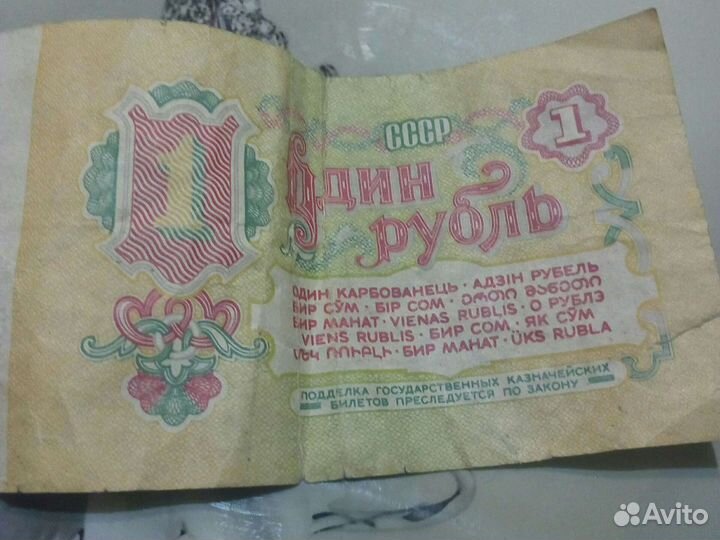 1
СССР
1
Один
рубль
ОДИН КАРБОВАНЕЦЬ · АДЗІН РУБЕЛЬ
БИР СЎМ · БІР СОМ · ᲔᲠᲗᲘ ᲛᲐᲜᲔᲗᲘ
БИР МАНАТ · VIENAS RUBLIS · О РУБЛЭ
VIENS RUBLIS · БИР СОМ · ЯК СЎМ
ՄԵԿ ՌՈՒԲԼԻ · БИР МАНАТ · ÜKS RUBLA
ПОДДЕЛКА ГОСУДАРСТВЕННЫХ КАЗНАЧЕЙСКИХ
БИЛЕТОВ ПРЕСЛЕДУЕТСЯ ПО ЗАКОНУ
Avito